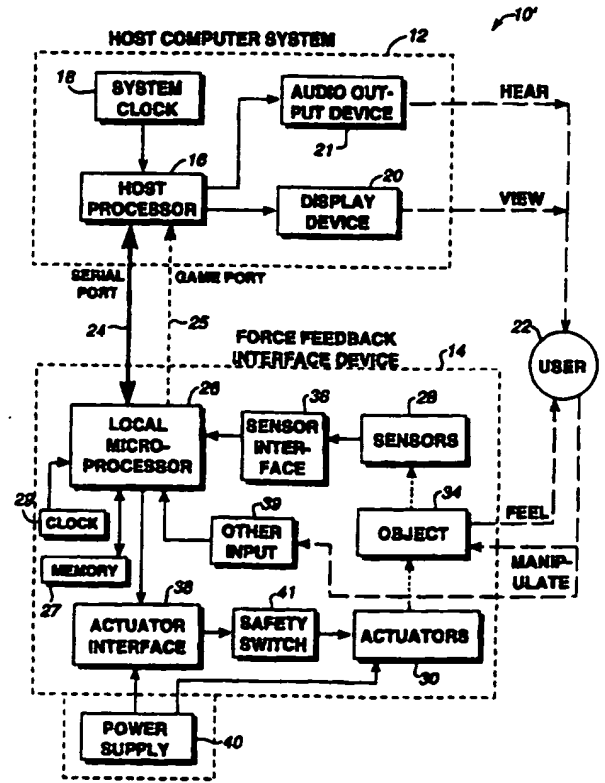 10'
HOST COMPUTER SYSTEM
12
18
SYSTEM
CLOCK
AUDIO OUT-
PUT DEVICE
21
HEAR
16
HOST
PROCESSOR
20
DISPLAY
DEVICE
VIEW
SERIAL
PORT
GAME PORT
24
25
FORCE FEEDBACK
INTERFACE DEVICE
14
22
USER
26
LOCAL
MICRO-
PROCESSOR
36
SENSOR
INTER-
FACE
28
SENSORS
29
CLOCK
39
OTHER
INPUT
34
OBJECT
FEEL
MANIP-
ULATE
MEMORY
27
38
ACTUATOR
INTERFACE
41
SAFETY
SWITCH
ACTUATORS
30
POWER
SUPPLY
40